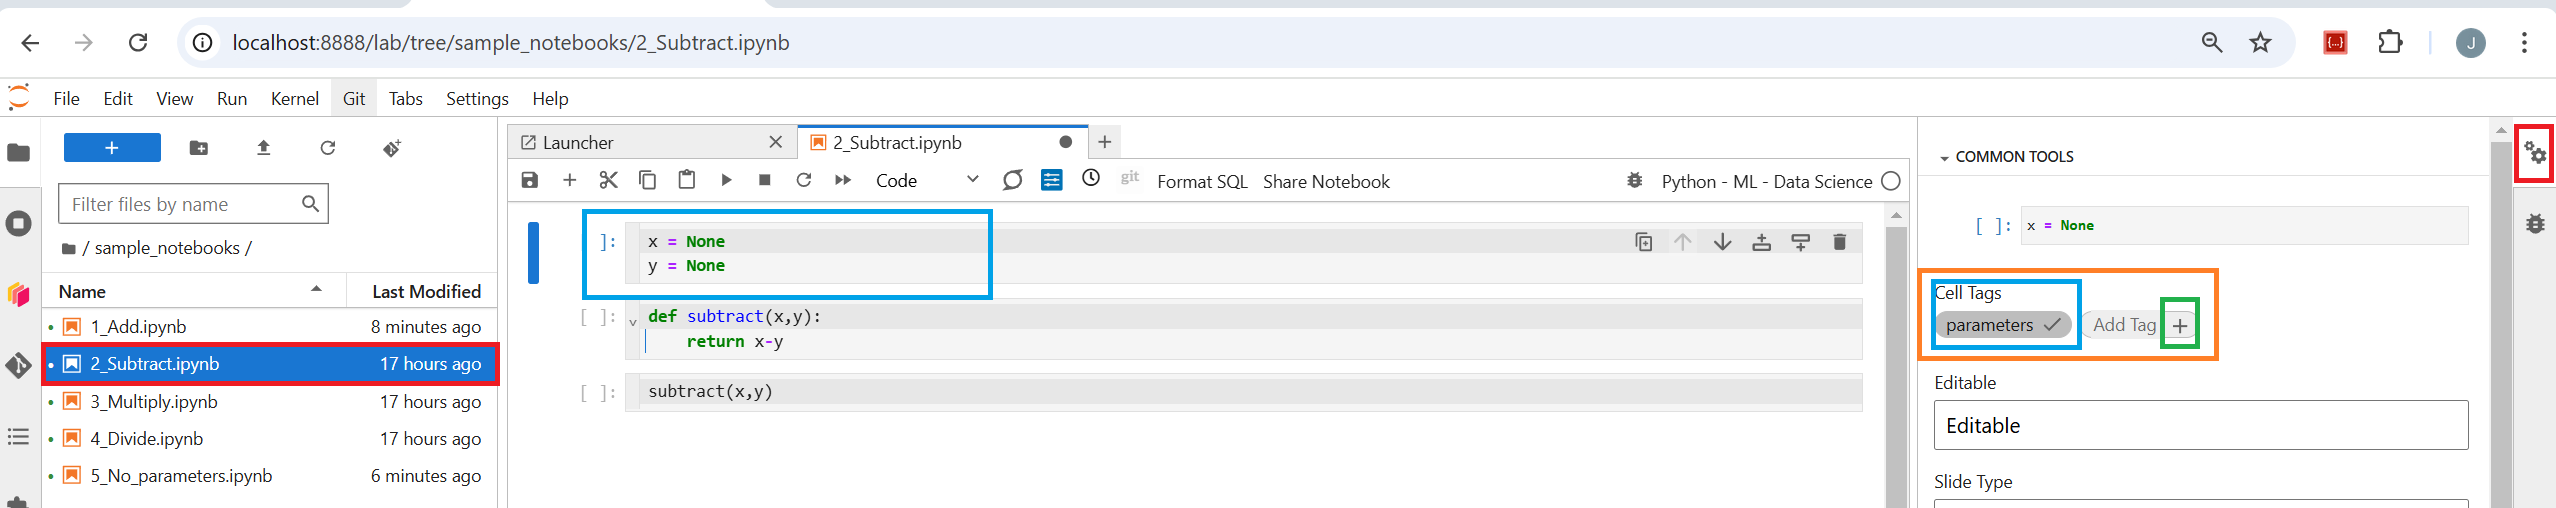 localhost:8888/lab/tree/sample_notebooks/2_Subtract.ipynb
{...}
J
File Edit View Run Kernel Git Tabs Settings Help
+
Filter files by name
/ sample_notebooks /
Name Last Modified
1_Add.ipynb 8 minutes ago
2_Subtract.ipynb 17 hours ago
3_Multiply.ipynb 17 hours ago
4_Divide.ipynb 17 hours ago
5_No_parameters.ipynb 6 minutes ago
Launcher
2_Subtract.ipynb
+
Code
git
Format SQL Share Notebook
Python - ML - Data Science
]: x = None
y = None
[ ]: def subtract(x,y):
return x-y
[ ]: subtract(x,y)
COMMON TOOLS
[ ]: x = None
Cell Tags
parameters Add Tag +
Editable
Editable
Slide Type